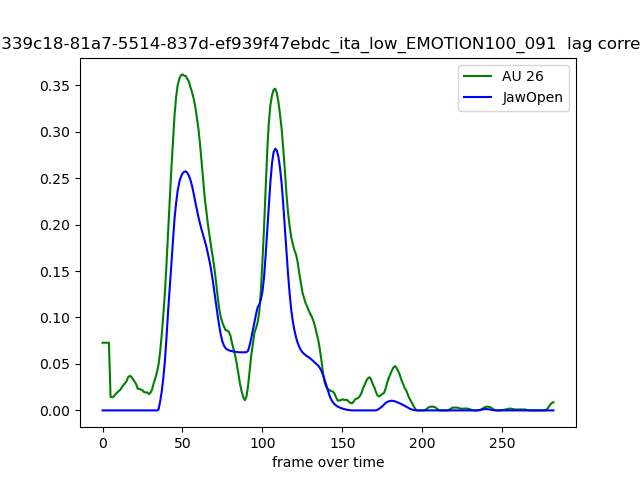 339c18-81a7-5514-837d-ef939f47ebdc_ita_low_EMOTION100_091  lag corre
AU 26
JawOpen
0.35
0.30
0.25
0.20
0.15
0.10
0.05
0.00
0 50 100 150 200 250
frame over time